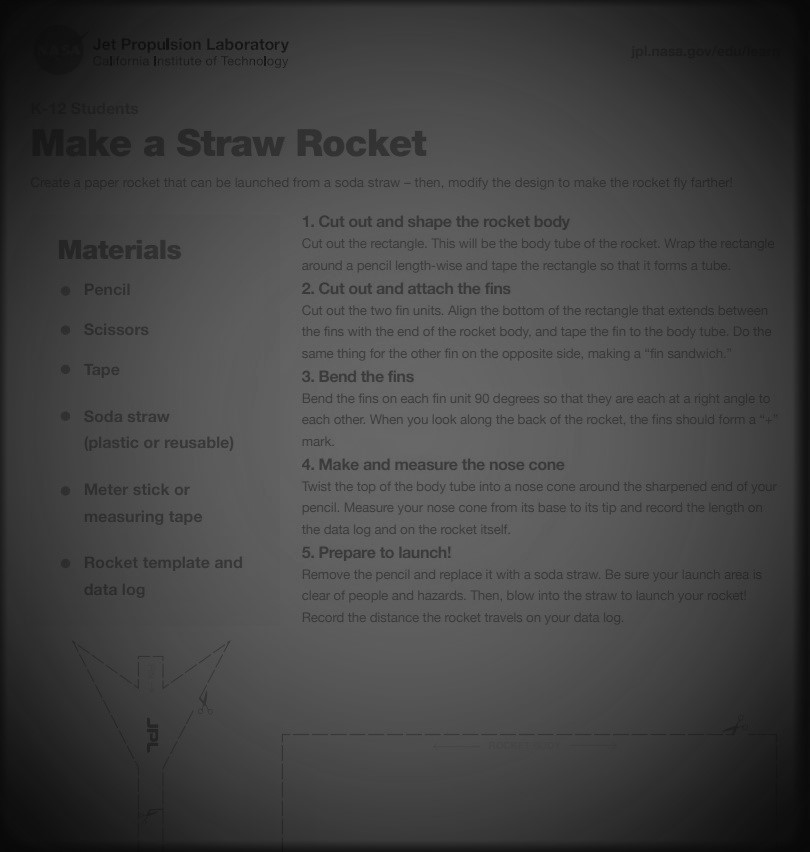 NASA
Jet Propulsion Laboratory
California Institute of Technology
jpl.nasa.gov/edu/learn
K-12 Students
Make a Straw Rocket
Create a paper rocket that can be launched from a soda straw – then, modify the design to make the rocket fly farther!
Materials
Pencil
Scissors
Tape
Soda straw
(plastic or reusable)
Meter stick or
measuring tape
Rocket template and
data log
1. Cut out and shape the rocket body
Cut out the rectangle. This will be the body tube of the rocket. Wrap the rectangle
around a pencil length-wise and tape the rectangle so that it forms a tube.
2. Cut out and attach the fins
Cut out the two fin units. Align the bottom of the rectangle that extends between
the fins with the end of the rocket body, and tape the fin to the body tube. Do the
same thing for the other fin on the opposite side, making a “fin sandwich.”
3. Bend the fins
Bend the fins on each fin unit 90 degrees so that they are each at a right angle to
each other. When you look along the back of the rocket, the fins should form a “+”
mark.
4. Make and measure the nose cone
Twist the top of the body tube into a nose cone around the sharpened end of your
pencil. Measure your nose cone from its base to its tip and record the length on
the data log and on the rocket itself.
5. Prepare to launch!
Remove the pencil and replace it with a soda straw. Be sure your launch area is
clear of people and hazards. Then, blow into the straw to launch your rocket!
Record the distance the rocket travels on your data log.
JPL
ROCKET BODY